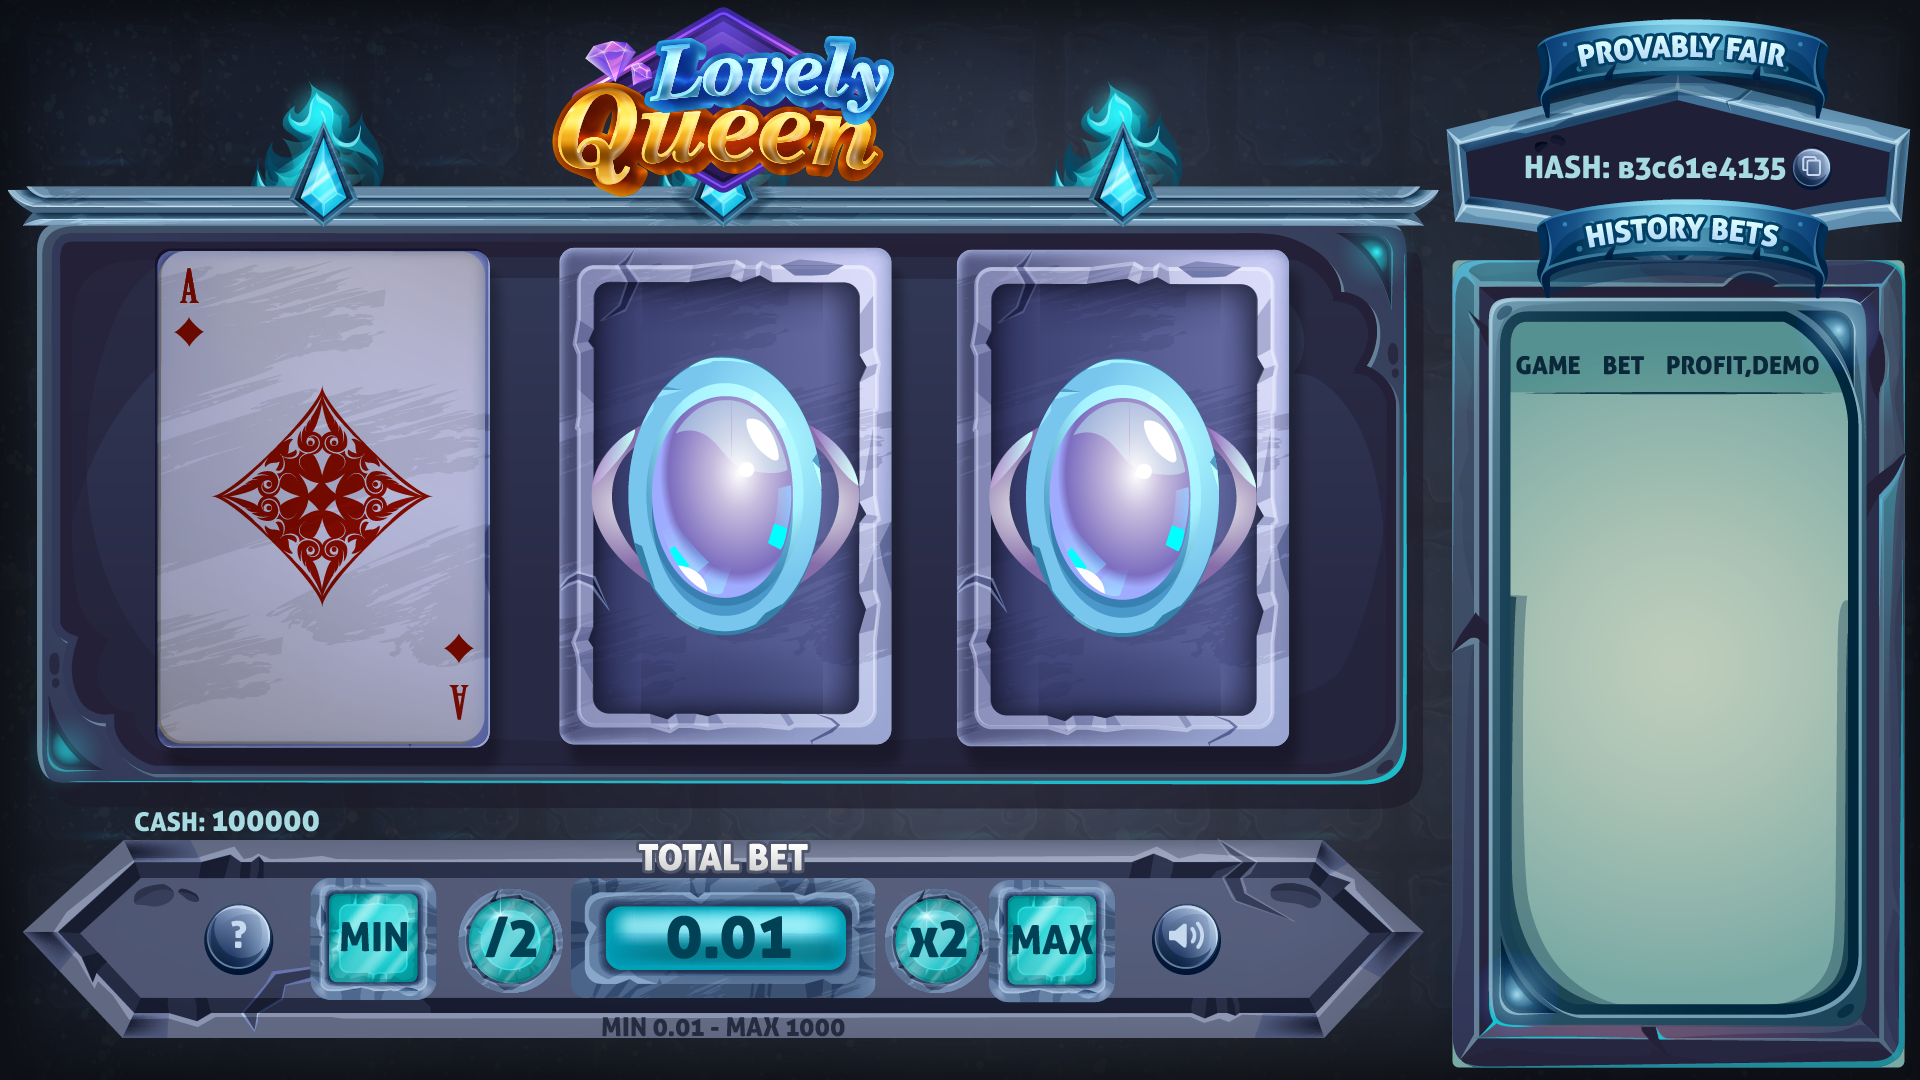 Lovely
Queen
PROVABLY FAIR
HASH: B3C61E4135
HISTORY BETS
GAME BET PROFIT,DEMO
A
A
CASH: 100000
TOTAL BET
? MIN /2 0.01 x2 MAX
MIN 0.01 - MAX 1000